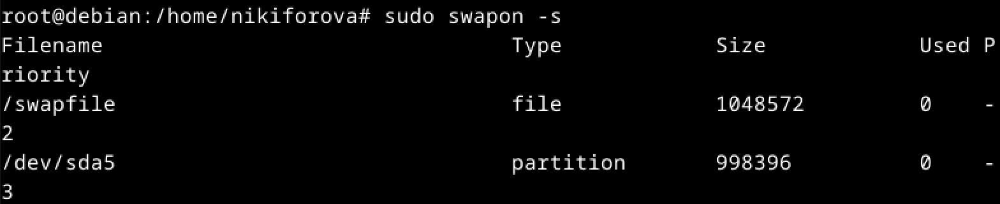 root@debian:/home/nikiforova# sudo swapon -s
Filename                                Type            Size            Used P
riority
/swapfile                               file            1048572         0    -
2
/dev/sda5                               partition       998396          0    -
3